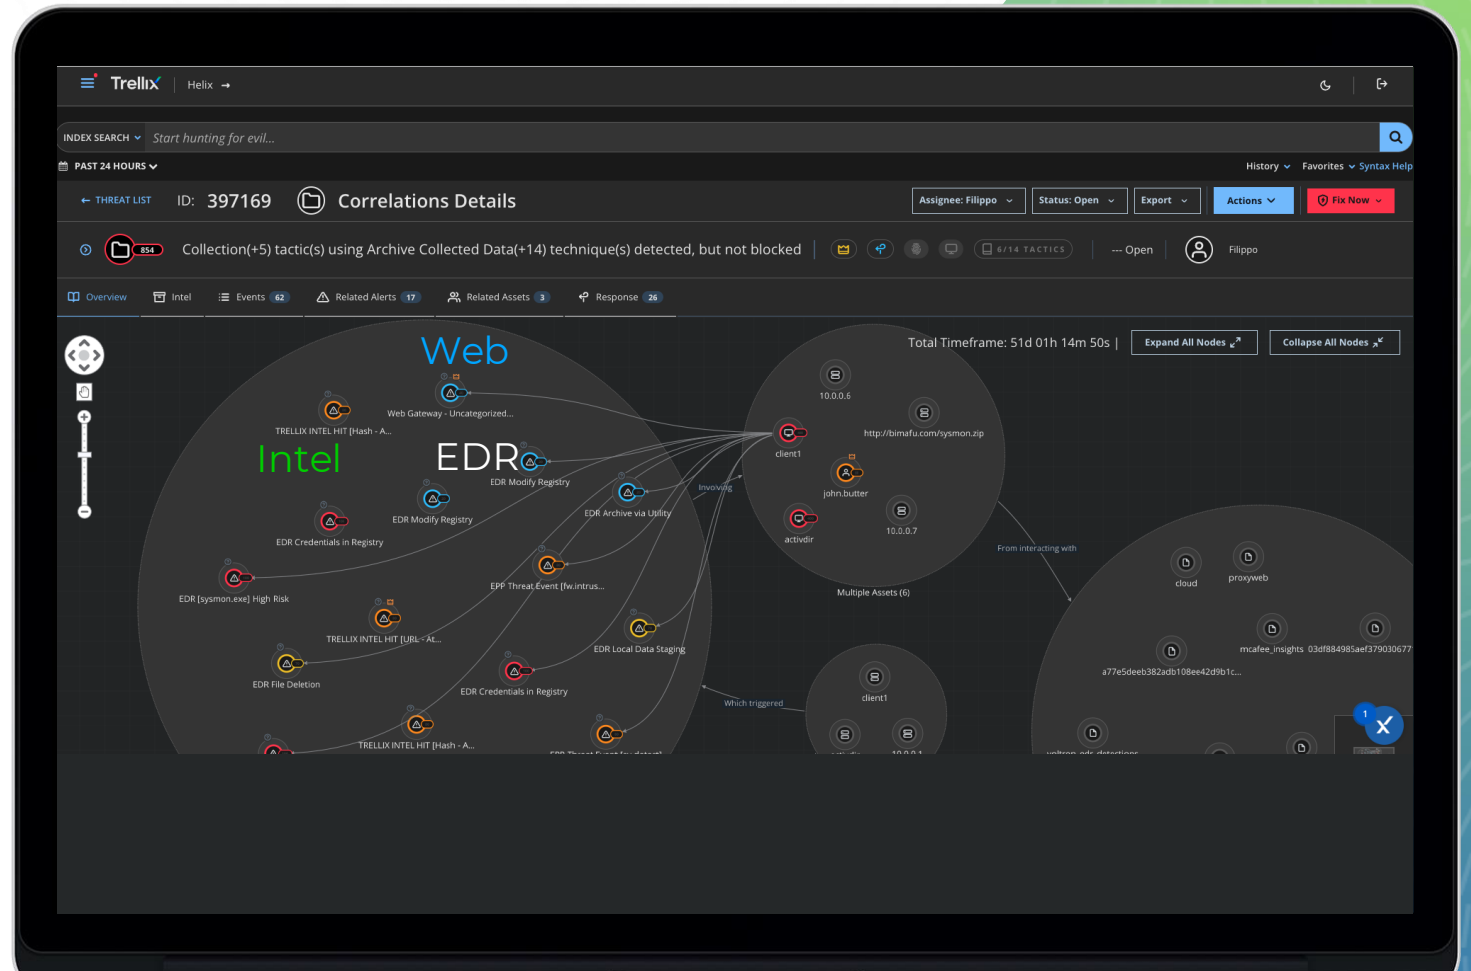 Trellix
Helix →
INDEX SEARCH
Start hunting for evil...
PAST 24 HOURS
History
Favorites
Syntax Help
← THREAT LIST
ID: 397169
Correlations Details
Assignee: Filippo
Status: Open
Export
Actions
Fix Now
854
Collection(+5) tactic(s) using Archive Collected Data(+14) technique(s) detected, but not blocked
6/14 TACTICS
--- Open
Filippo
Overview
Intel
Events 62
Related Alerts 17
Related Assets 3
Response 26
Total Timeframe: 51d 01h 14m 50s |
Expand All Nodes
Collapse All Nodes
Web
Intel
EDR
Web Gateway - Uncategorized...
TRELLIX INTEL HIT [Hash - A...
EDR Modify Registry
EDR Modify Registry
EDR Archive via Utility
EDR Credentials in Registry
EPP Threat Event [fw.intrus...
EDR [sysmon.exe] High Risk
TRELLIX INTEL HIT [URL - At...
EDR Local Data Staging
EDR File Deletion
EDR Credentials in Registry
TRELLIX INTEL HIT [Hash - A...
Involving
10.0.0.6
http://bimafu.com/sysmon.zip
client1
john.butter
10.0.0.7
activdir
Multiple Assets (6)
From interacting with
Which triggered
client1
10.0.0.1
cloud
proxyweb
mcafee_insights
03df884985aef379030677
a77e5deeb382adb108ee42d9b1c...
1